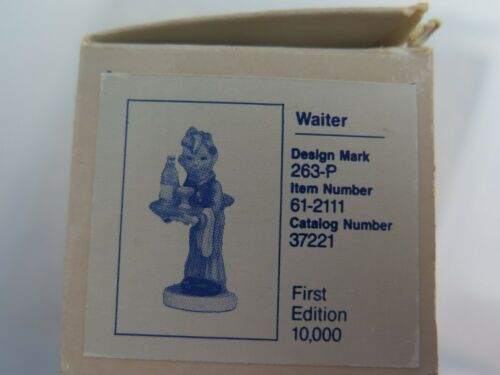 Waiter
Design Mark
263-P
Item Number
61-2111
Catalog Number
37221
First
Edition
10,000